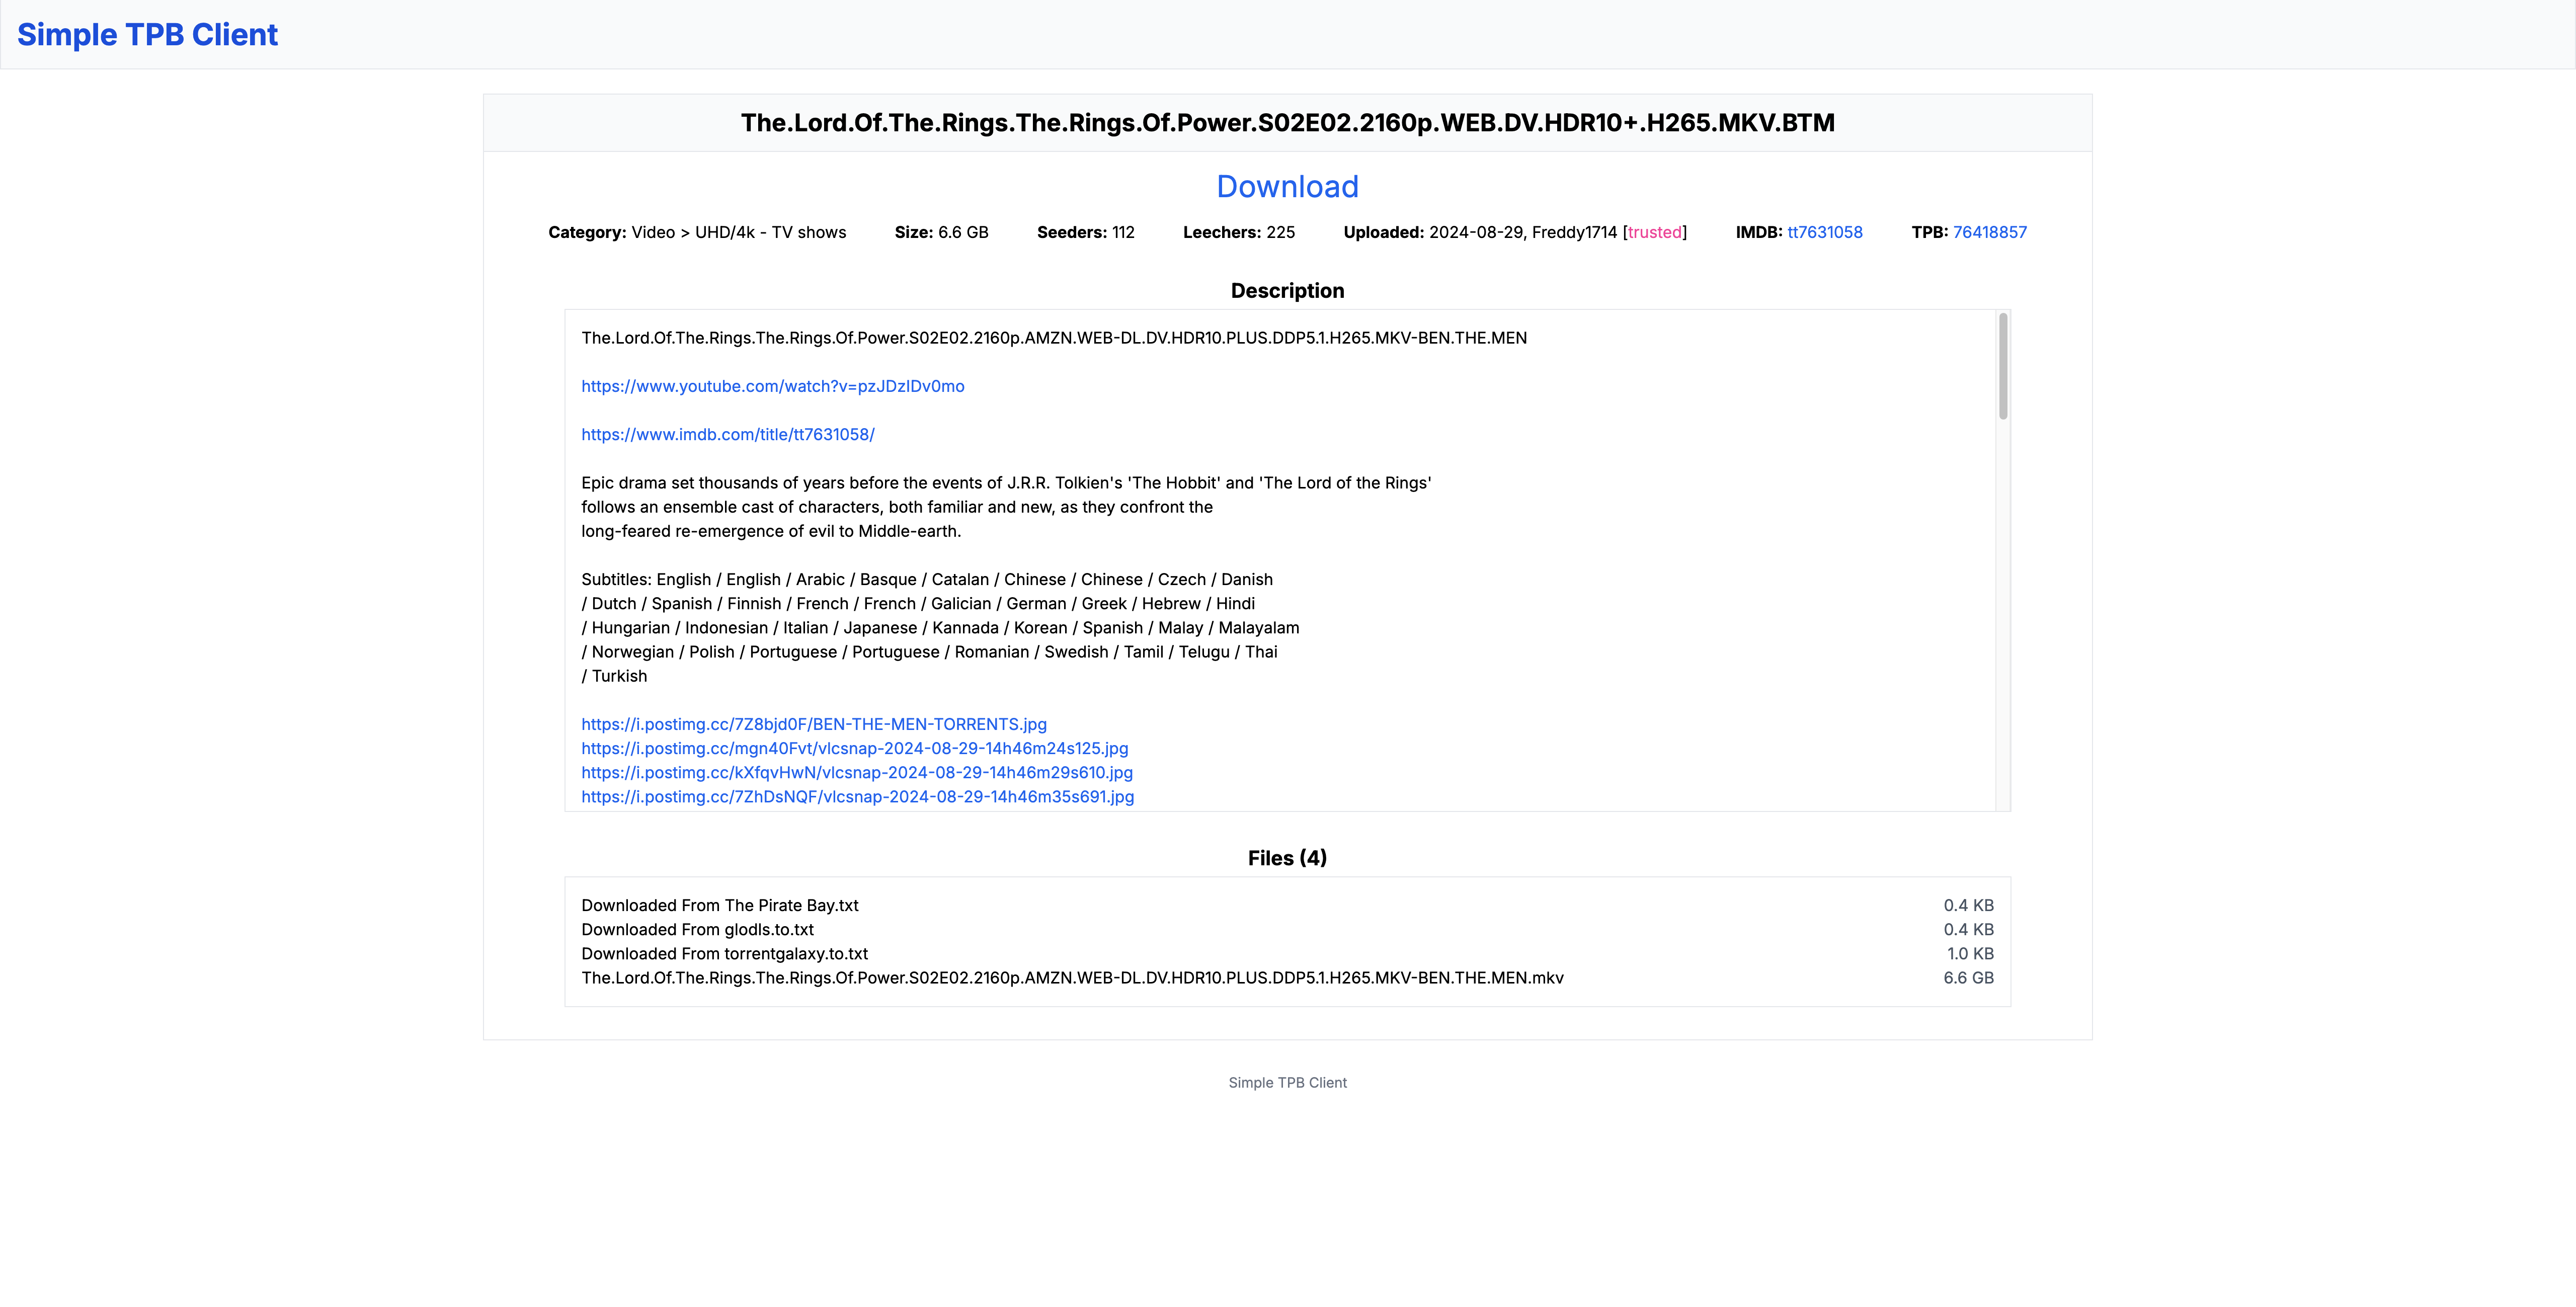 Simple TPB Client
The.Lord.Of.The.Rings.The.Rings.Of.Power.S02E02.2160p.WEB.DV.HDR10+.H265.MKV.BTM
Download
Category: Video > UHD/4k - TV shows Size: 6.6 GB Seeders: 112 Leechers: 225 Uploaded: 2024-08-29, Freddy1714 [trusted] IMDB: tt7631058 TPB: 76418857
Description
The.Lord.Of.The.Rings.The.Rings.Of.Power.S02E02.2160p.AMZN.WEB-DL.DV.HDR10.PLUS.DDP5.1.H265.MKV-BEN.THE.MEN
https://www.youtube.com/watch?v=pzJDzlDv0mo
https://www.imdb.com/title/tt7631058/
Epic drama set thousands of years before the events of J.R.R. Tolkien's 'The Hobbit' and 'The Lord of the Rings'
follows an ensemble cast of characters, both familiar and new, as they confront the
long-feared re-emergence of evil to Middle-earth.
Subtitles: English / English / Arabic / Basque / Catalan / Chinese / Chinese / Czech / Danish
/ Dutch / Spanish / Finnish / French / French / Galician / German / Greek / Hebrew / Hindi
/ Hungarian / Indonesian / Italian / Japanese / Kannada / Korean / Spanish / Malay / Malayalam
/ Norwegian / Polish / Portuguese / Portuguese / Romanian / Swedish / Tamil / Telugu / Thai
/ Turkish
https://i.postimg.cc/7Z8bjd0F/BEN-THE-MEN-TORRENTS.jpg
https://i.postimg.cc/mgn40Fvt/vlcsnap-2024-08-29-14h46m24s125.jpg
https://i.postimg.cc/kXfqvHwN/vlcsnap-2024-08-29-14h46m29s610.jpg
https://i.postimg.cc/7ZhDsNQF/vlcsnap-2024-08-29-14h46m35s691.jpg
Files (4)
Downloaded From The Pirate Bay.txt 0.4 KB
Downloaded From glodls.to.txt 0.4 KB
Downloaded From torrentgalaxy.to.txt 1.0 KB
The.Lord.Of.The.Rings.The.Rings.Of.Power.S02E02.2160p.AMZN.WEB-DL.DV.HDR10.PLUS.DDP5.1.H265.MKV-BEN.THE.MEN.mkv 6.6 GB
Simple TPB Client